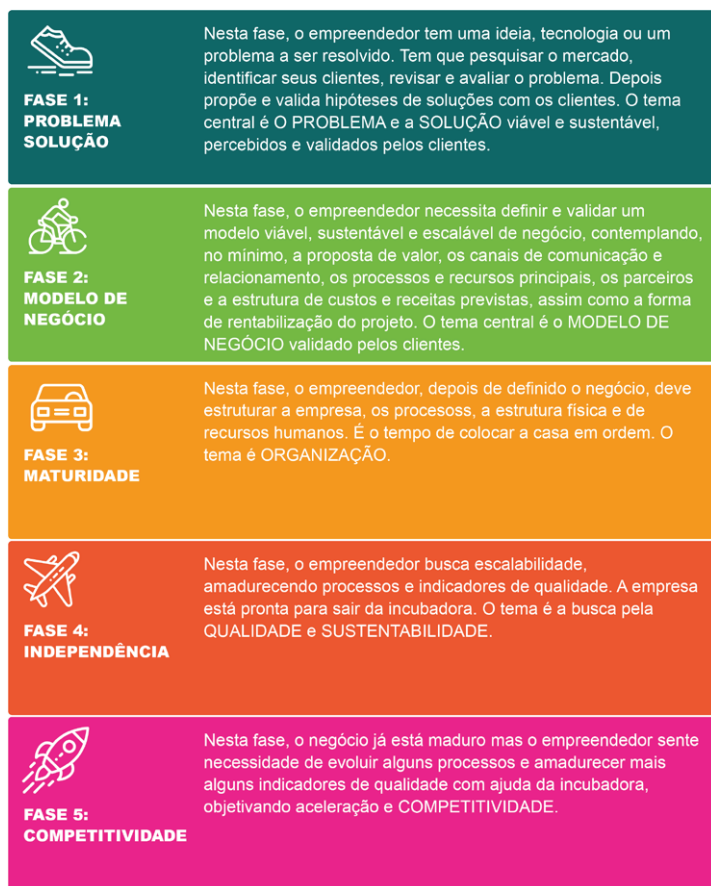 FASE 1:
PROBLEMA
SOLUÇÃO
Nesta fase, o empreendedor tem uma ideia, tecnologia ou um
problema a ser resolvido. Tem que pesquisar o mercado,
identificar seus clientes, revisar e avaliar o problema. Depois
propõe e valida hipóteses de soluções com os clientes. O tema
central é O PROBLEMA e a SOLUÇÃO viável e sustentável,
percebidos e validados pelos clientes.
FASE 2:
MODELO DE
NEGÓCIO
Nesta fase, o empreendedor necessita definir e validar um
modelo viável, sustentável e escalável de negócio, contemplando,
no mínimo, a proposta de valor, os canais de comunicação e
relacionamento, os processos e recursos principais, os parceiros
e a estrutura de custos e receitas previstas, assim como a forma
de rentabilização do projeto. O tema central é o MODELO DE
NEGÓCIO validado pelos clientes.
FASE 3:
MATURIDADE
Nesta fase, o empreendedor, depois de definido o negócio, deve
estruturar a empresa, os procesoss, a estrutura física e de
recursos humanos. É o tempo de colocar a casa em ordem. O
tema é ORGANIZAÇÃO.
FASE 4:
INDEPENDÊNCIA
Nesta fase, o empreendedor busca escalabilidade,
amadurecendo processos e indicadores de qualidade. A empresa
está pronta para sair da incubadora. O tema é a busca pela
QUALIDADE e SUSTENTABILIDADE.
FASE 5:
COMPETITIVIDADE
Nesta fase, o negócio já está maduro mas o empreendedor sente
necessidade de evoluir alguns processos e amadurecer mais
alguns indicadores de qualidade com ajuda da incubadora,
objetivando aceleração e COMPETITIVIDADE.